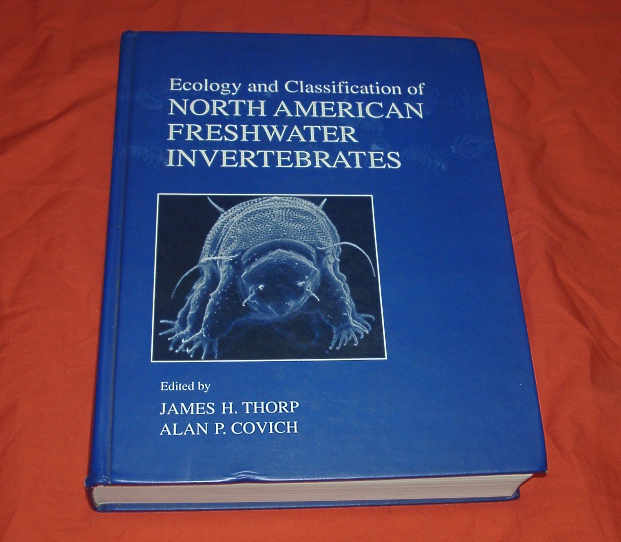 Ecology and Classification of
NORTH AMERICAN
FRESHWATER
INVERTEBRATES
Edited by
JAMES H. THORP
ALAN P. COVICH